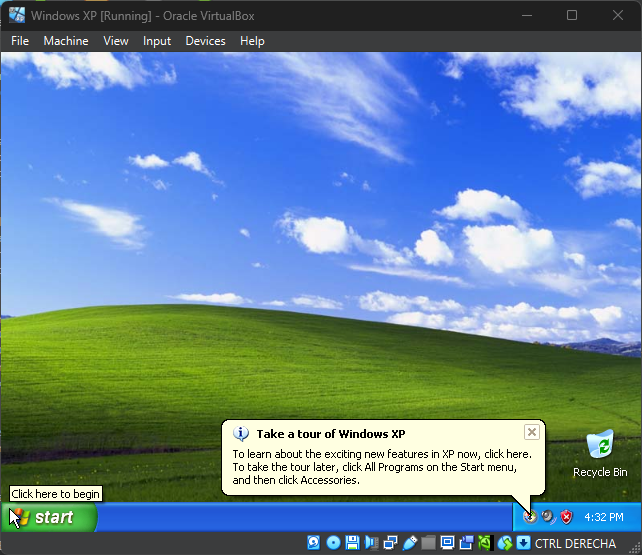 Windows XP [Running] - Oracle VirtualBox
File Machine View Input Devices Help
Take a tour of Windows XP
To learn about the exciting new features in XP now, click here.
To take the tour later, click All Programs on the Start menu,
and then click Accessories.
Recycle Bin
Click here to begin
start
4:32 PM
CTRL DERECHA